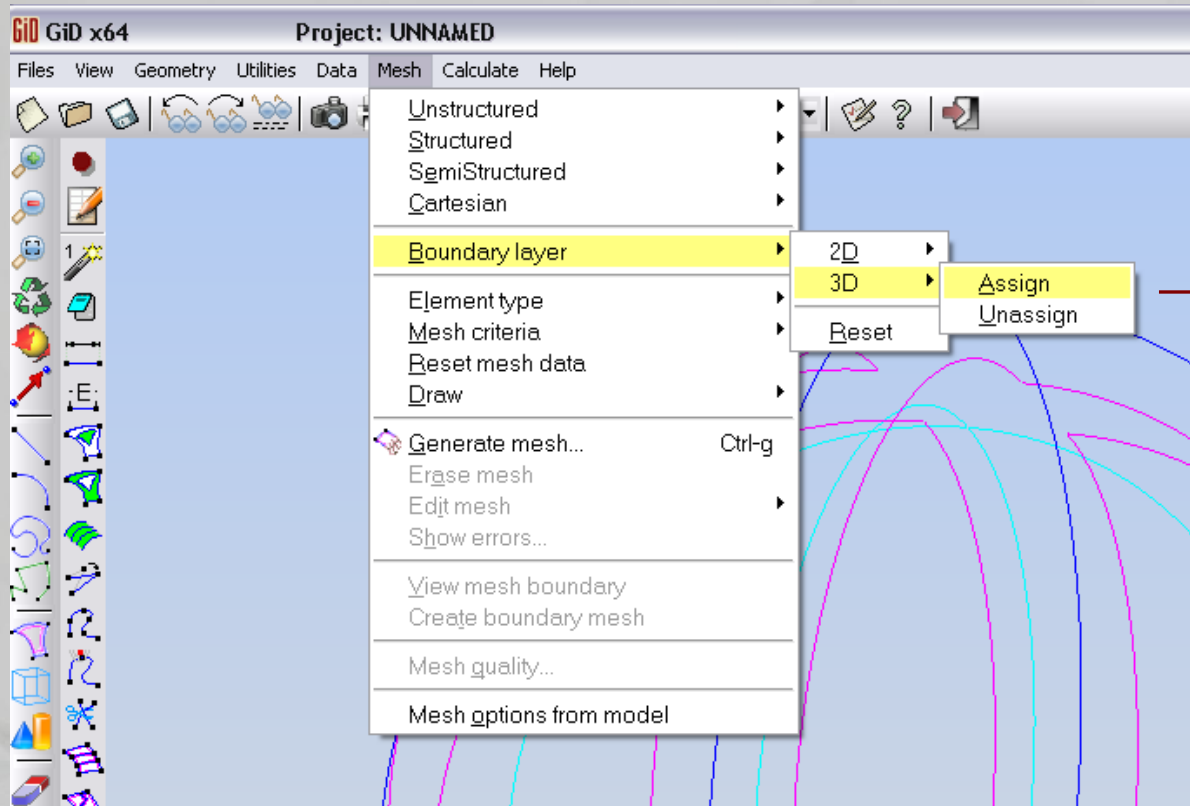 GiD GiD x64 Project: UNNAMED
Files View Geometry Utilities Data Mesh Calculate Help
Unstructured
Structured
SemiStructured
Cartesian
Boundary layer
2D
3D
Assign
Unassign
Reset
Element type
Mesh criteria
Reset mesh data
Draw
Generate mesh... Ctrl-g
Erase mesh
Edit mesh
Show errors...
View mesh boundary
Create boundary mesh
Mesh quality...
Mesh options from model
1
E